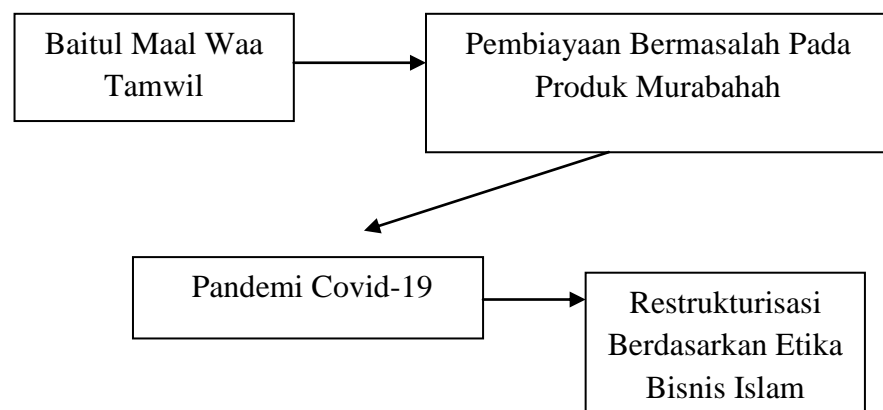 Baitul Maal Waa
Tamwil
Pembiayaan Bermasalah Pada
Produk Murabahah
Pandemi Covid-19
Restrukturisasi
Berdasarkan Etika
Bisnis Islam